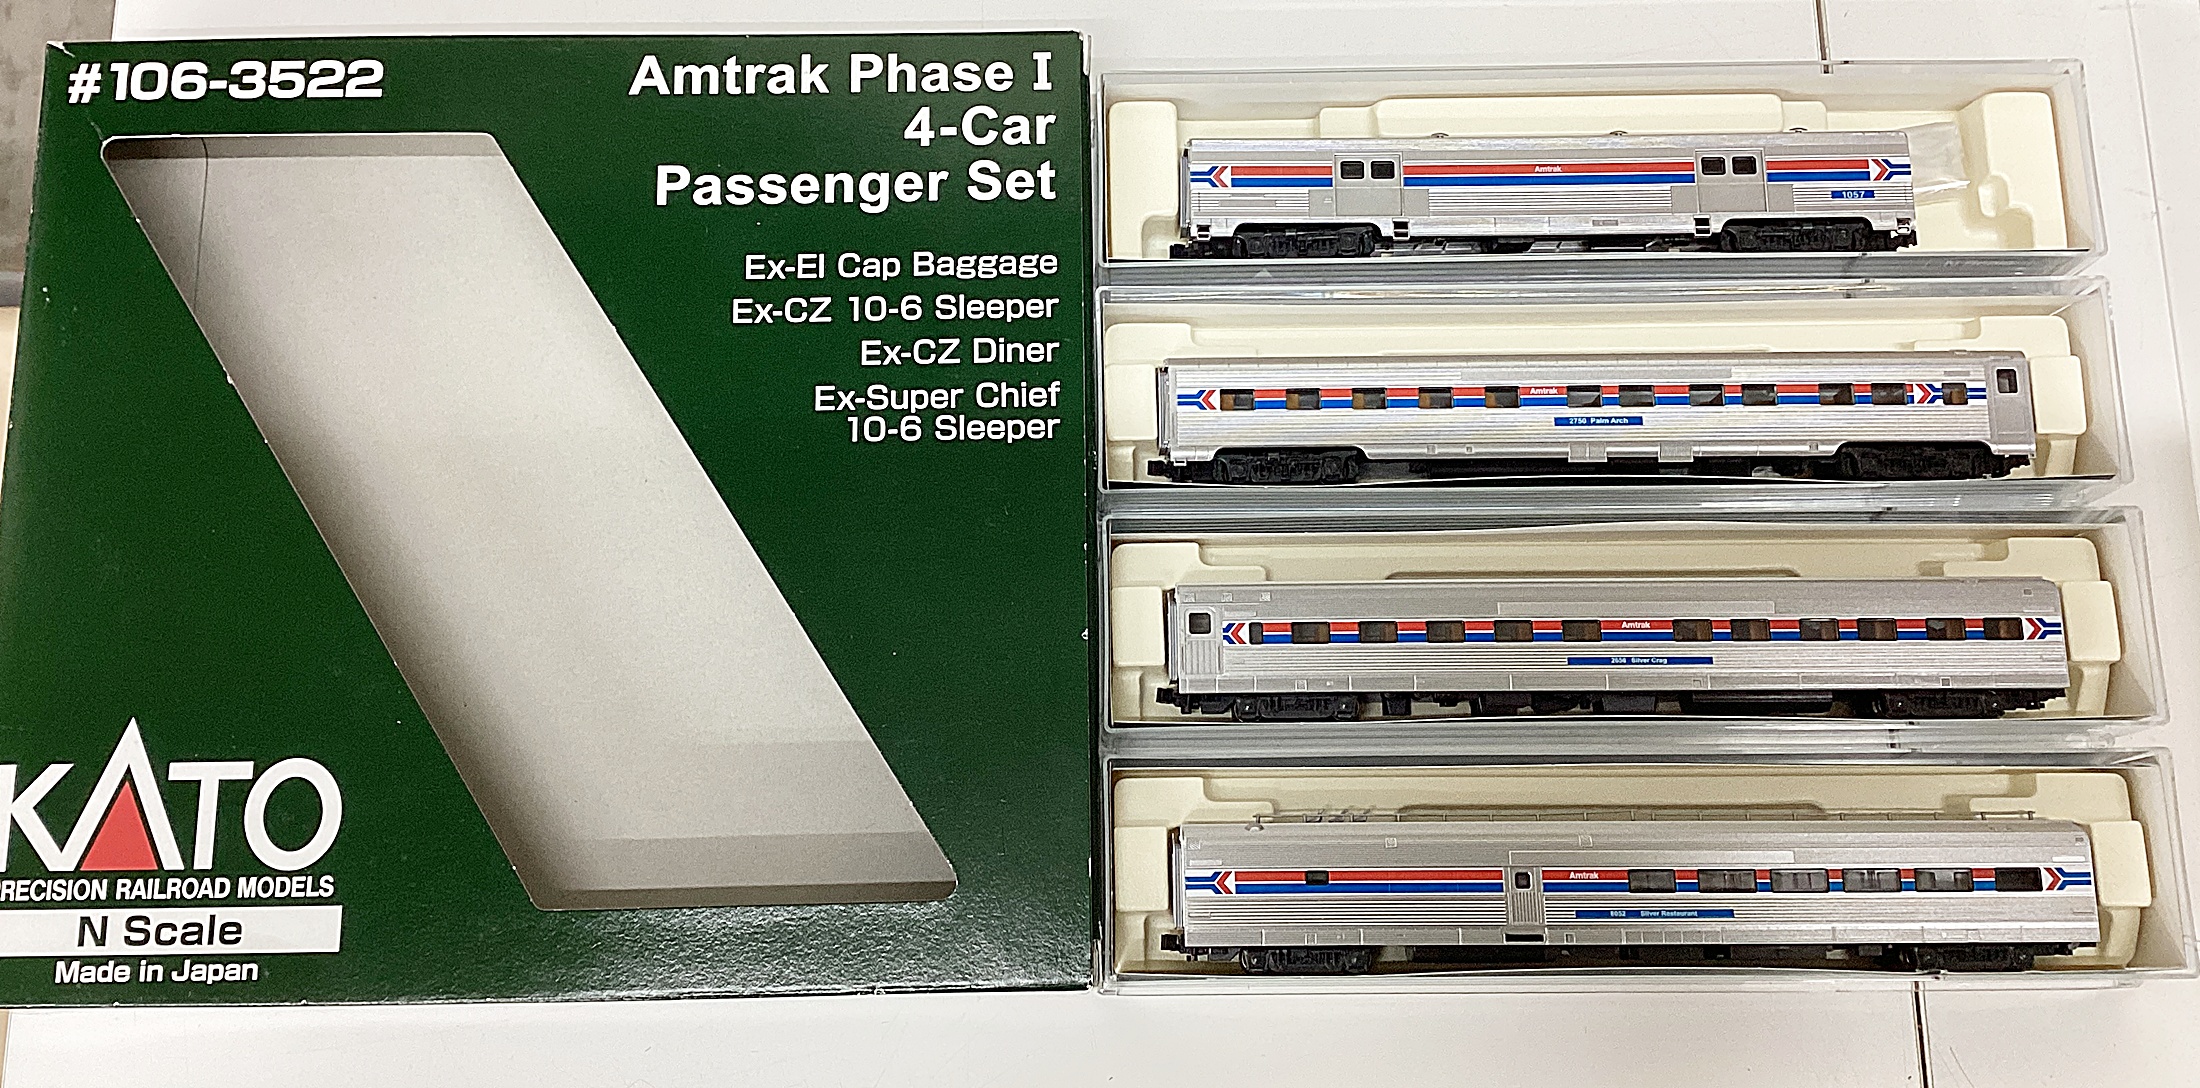 #106-3522
Amtrak Phase I
4-Car
Passenger Set
Ex-El Cap Baggage
Ex-CZ 10-6 Sleeper
Ex-CZ Diner
Ex-Super Chief
10-6 Sleeper
KATO
PRECISION RAILROAD MODELS
N Scale
Made in Japan
Amtrak
1057
Amtrak
2750 Palm Arch
Amtrak
Silver Crag
Amtrak
8052 Silver Restaurant